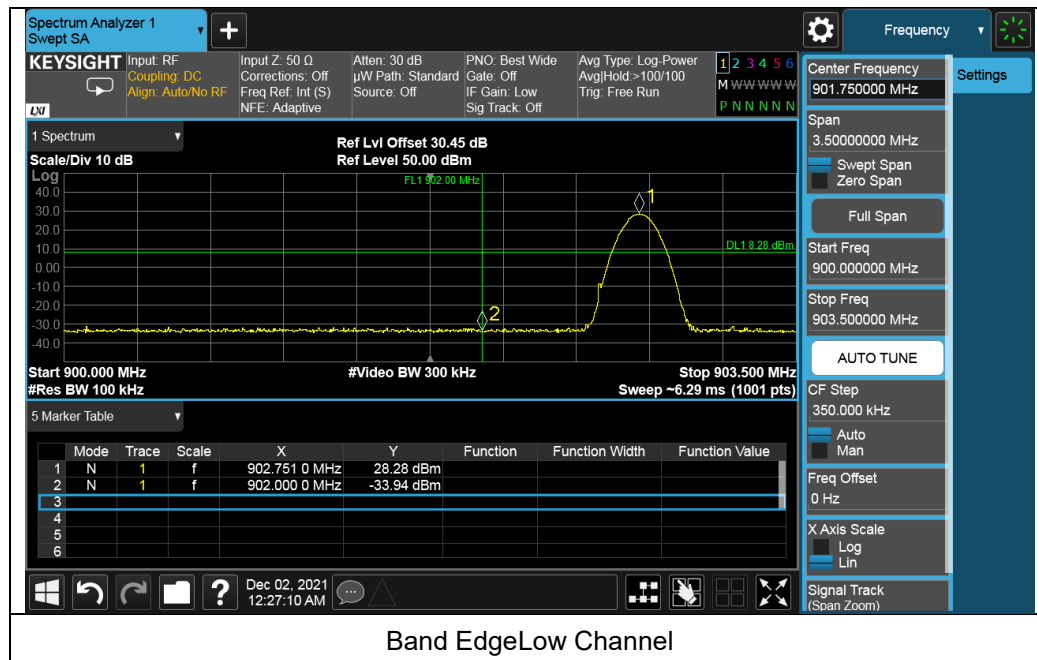 Spectrum Analyzer 1
Swept SA
+
Frequency
KEYSIGHT
LXI
Input: RF
Coupling: DC
Align: Auto/No RF
Input Z: 50 Ω
Corrections: Off
Freq Ref: Int (S)
NFE: Adaptive
Atten: 30 dB
µW Path: Standard
Source: Off
PNO: Best Wide
Gate: Off
IF Gain: Low
Sig Track: Off
Avg Type: Log-Power
Avg|Hold:>100/100
Trig: Free Run
1 2 3 4 5 6
M W W W W W
P N N N N N
1 Spectrum
Scale/Div 10 dB
Ref Lvl Offset 30.45 dB
Ref Level 50.00 dBm
Log
FL1 902.00 MHz
40.0
30.0
20.0
10.0
0.00
-10.0
-20.0
-30.0
-40.0
1
DL1 8.28 dBm
2
Start 900.000 MHz
#Video BW 300 kHz
Stop 903.500 MHz
#Res BW 100 kHz
Sweep ~6.29 ms (1001 pts)
5 Marker Table
Mode Trace Scale X Y Function Function Width Function Value
1 N 1 f 902.751 0 MHz 28.28 dBm
2 N 1 f 902.000 0 MHz -33.94 dBm
3
4
5
6
?
Dec 02, 2021
12:27:10 AM
Center Frequency
901.750000 MHz
Settings
Span
3.50000000 MHz
Swept Span
Zero Span
Full Span
Start Freq
900.000000 MHz
Stop Freq
903.500000 MHz
AUTO TUNE
CF Step
350.000 kHz
Auto
Man
Freq Offset
0 Hz
X Axis Scale
Log
Lin
Signal Track
(Span Zoom)
Band EdgeLow Channel